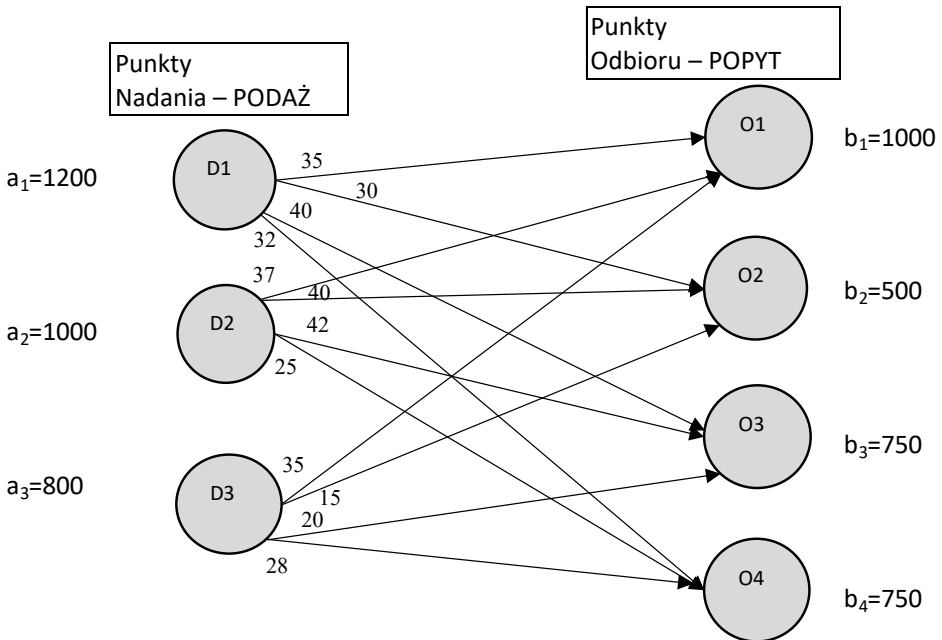 Punkty
Odbioru – POPYT
Punkty
Nadania – PODAŻ
a₁=1200
D1
35
30
40
32
O1
b₁=1000
a₂=1000
D2
37
40
42
25
O2
b₂=500
a₃=800
D3
35
15
20
28
O3
b₃=750
O4
b₄=750